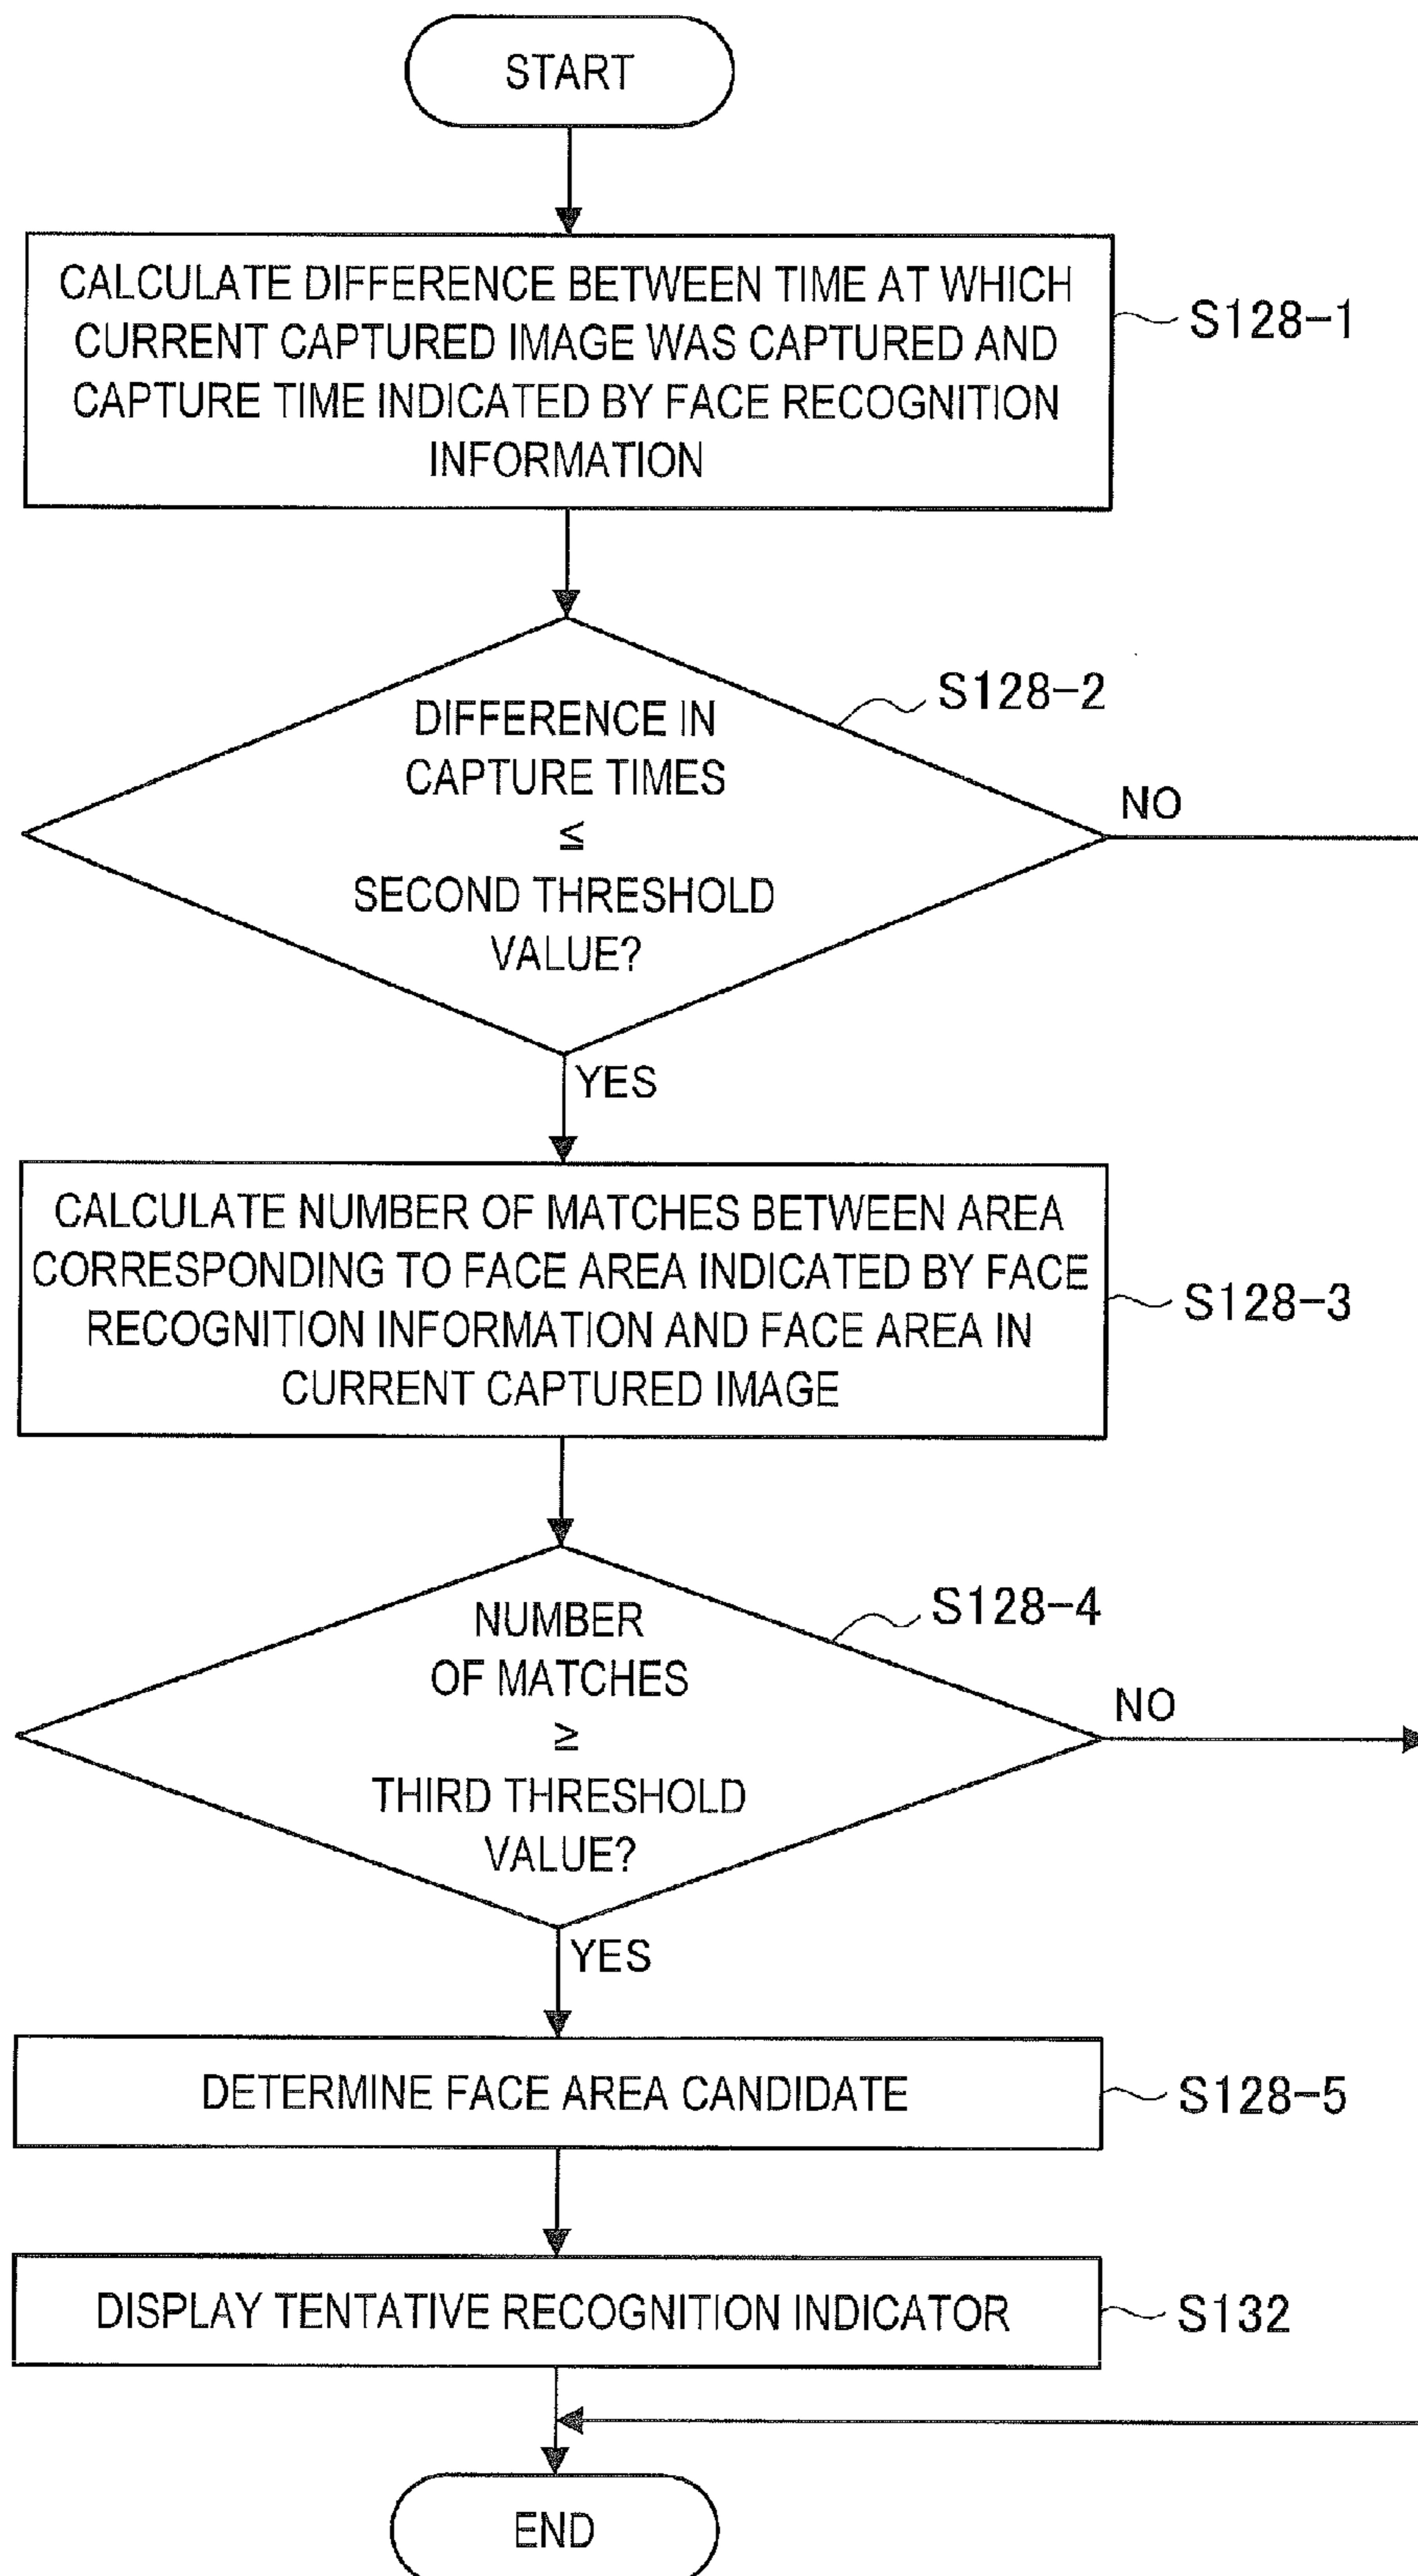 START
CALCULATE DIFFERENCE BETWEEN TIME AT WHICH
CURRENT CAPTURED IMAGE WAS CAPTURED AND
CAPTURE TIME INDICATED BY FACE RECOGNITION
INFORMATION
S128-1
DIFFERENCE IN
CAPTURE TIMES
≤
SECOND THRESHOLD
VALUE?
S128-2
NO
YES
CALCULATE NUMBER OF MATCHES BETWEEN AREA
CORRESPONDING TO FACE AREA INDICATED BY FACE
RECOGNITION INFORMATION AND FACE AREA IN
CURRENT CAPTURED IMAGE
S128-3
NUMBER
OF MATCHES
≥
THIRD THRESHOLD
VALUE?
S128-4
NO
YES
DETERMINE FACE AREA CANDIDATE
S128-5
DISPLAY TENTATIVE RECOGNITION INDICATOR
S132
END